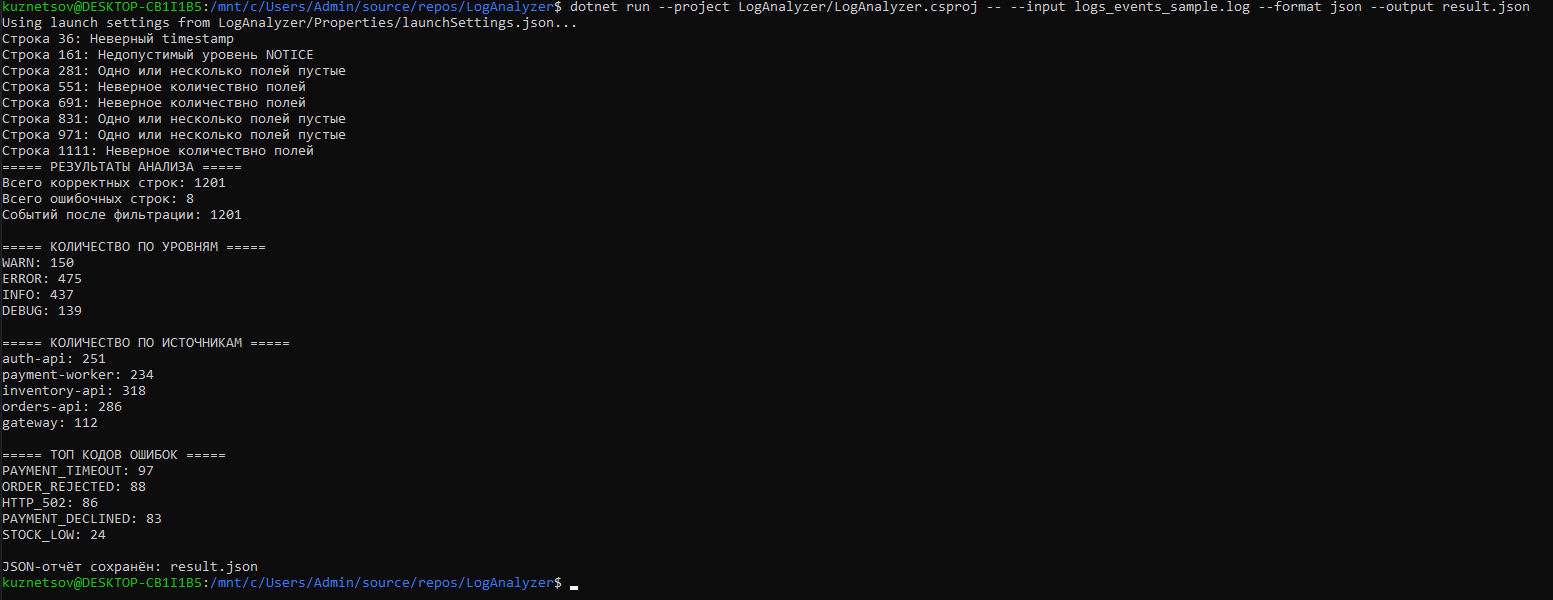 kuznetsov@DESKTOP-CB1I1B5:/mnt/c/Users/Admin/source/repos/LogAnalyzer$ dotnet run --project LogAnalyzer/LogAnalyzer.csproj -- --input logs_events_sample.log --format json --output result.json
Using launch settings from LogAnalyzer/Properties/launchSettings.json...
Строка 36: Неверный timestamp
Строка 161: Недопустимый уровень NOTICE
Строка 281: Одно или несколько полей пустые
Строка 551: Неверное количествно полей
Строка 691: Неверное количествно полей
Строка 831: Одно или несколько полей пустые
Строка 971: Одно или несколько полей пустые
Строка 1111: Неверное количествно полей
===== РЕЗУЛЬТАТЫ АНАЛИЗА =====
Всего корректных строк: 1201
Всего ошибочных строк: 8
Событий после фильтрации: 1201
===== КОЛИЧЕСТВО ПО УРОВНЯМ =====
WARN: 150
ERROR: 475
INFO: 437
DEBUG: 139
===== КОЛИЧЕСТВО ПО ИСТОЧНИКАМ =====
auth-api: 251
payment-worker: 234
inventory-api: 318
orders-api: 286
gateway: 112
===== ТОП КОДОВ ОШИБОК =====
PAYMENT_TIMEOUT: 97
ORDER_REJECTED: 88
HTTP_502: 86
PAYMENT_DECLINED: 83
STOCK_LOW: 24
JSON-отчёт сохранён: result.json
kuznetsov@DESKTOP-CB1I1B5:/mnt/c/Users/Admin/source/repos/LogAnalyzer$